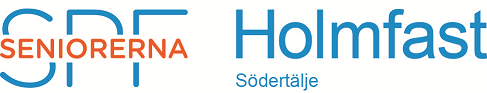 SPF
SENIORERNA
Holmfast
Södertälje